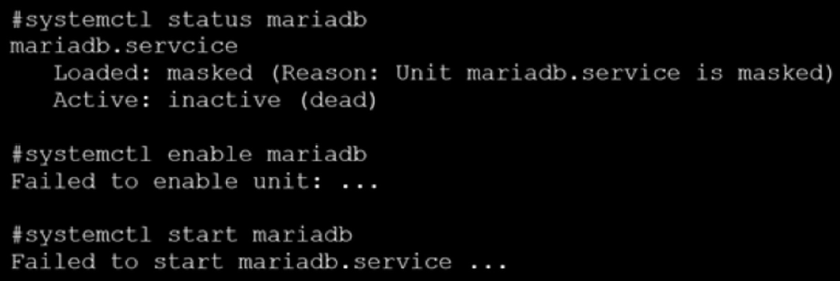 #systemctl status mariadb
mariadb.servcice
Loaded: masked (Reason: Unit mariadb.service is masked)
Active: inactive (dead)
#systemctl enable mariadb
Failed to enable unit: ...
#systemctl start mariadb
Failed to start mariadb.service ...